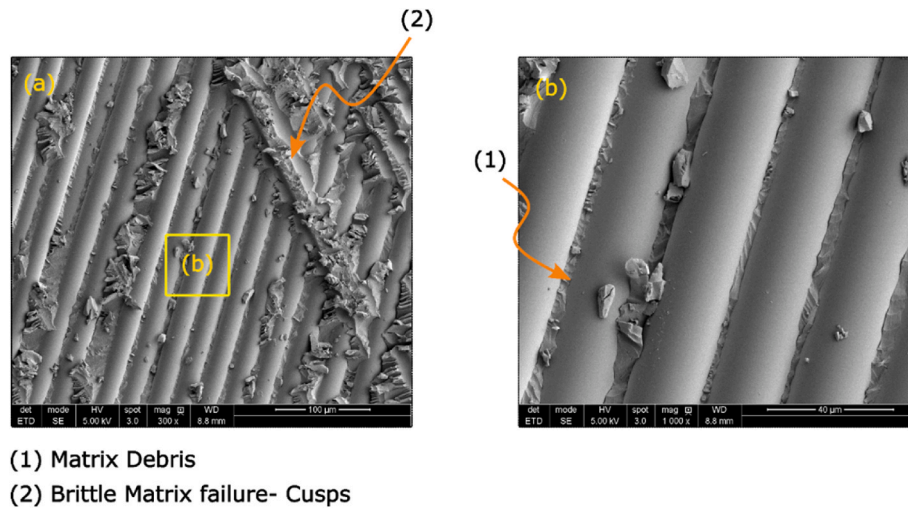 (2)
(a)
(b)
det mode HV spot mag WD
ETD SE 5.00 kV 3.0 300 x 8.8 mm 100 µm
(b)
(1)
det mode HV spot mag WD
ETD SE 5.00 kV 3.0 1 000 x 8.8 mm 40 µm
(1) Matrix Debris
(2) Brittle Matrix failure- Cusps